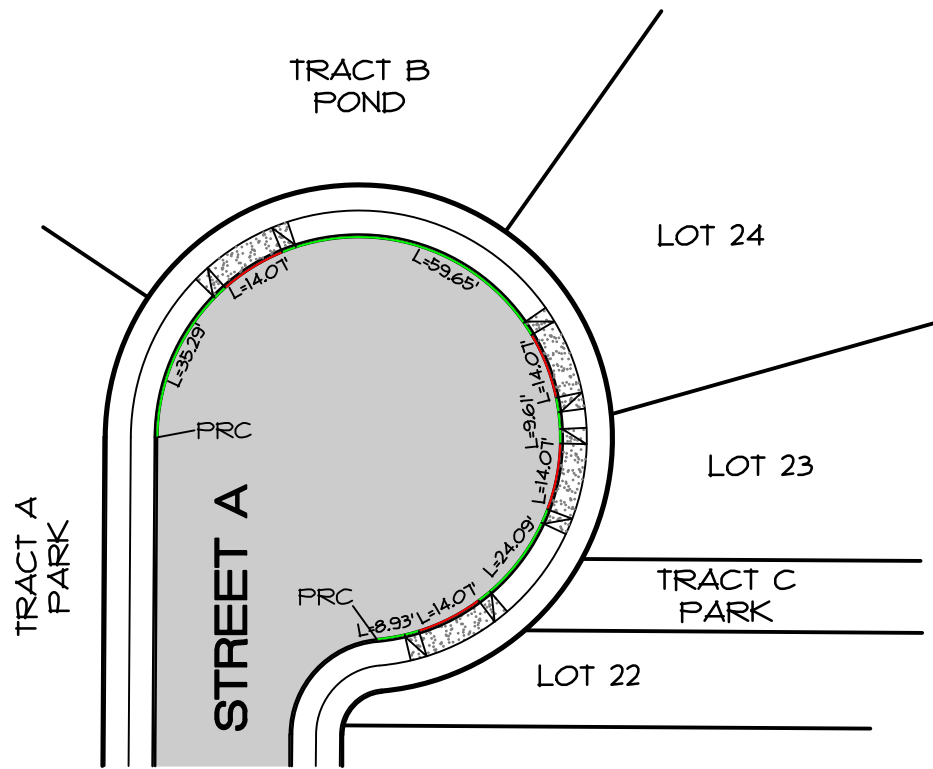 TRACT B
POND
LOT 24
L=14.07'
L=59.65'
L=35.29'
L=14.07'
L=9.61'
PRC
L=14.07'
LOT 23
TRACT A
PARK
STREET A
L=24.09'
TRACT C
PARK
PRC
L=8.93'
L=14.07'
LOT 22